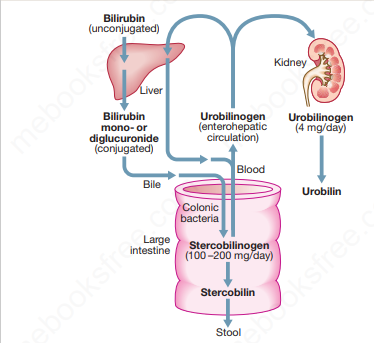 Bilirubin
(unconjugated)
Liver
Kidney
Bilirubin
mono- or
diglucuronide
(conjugated)
Urobilinogen
(enterohepatic
circulation)
Urobilinogen
(4 mg/day)
Blood
Bile
Urobilin
Colonic
bacteria
Large
intestine
Stercobilinogen
(100–200 mg/day)
Stercobilin
Stool